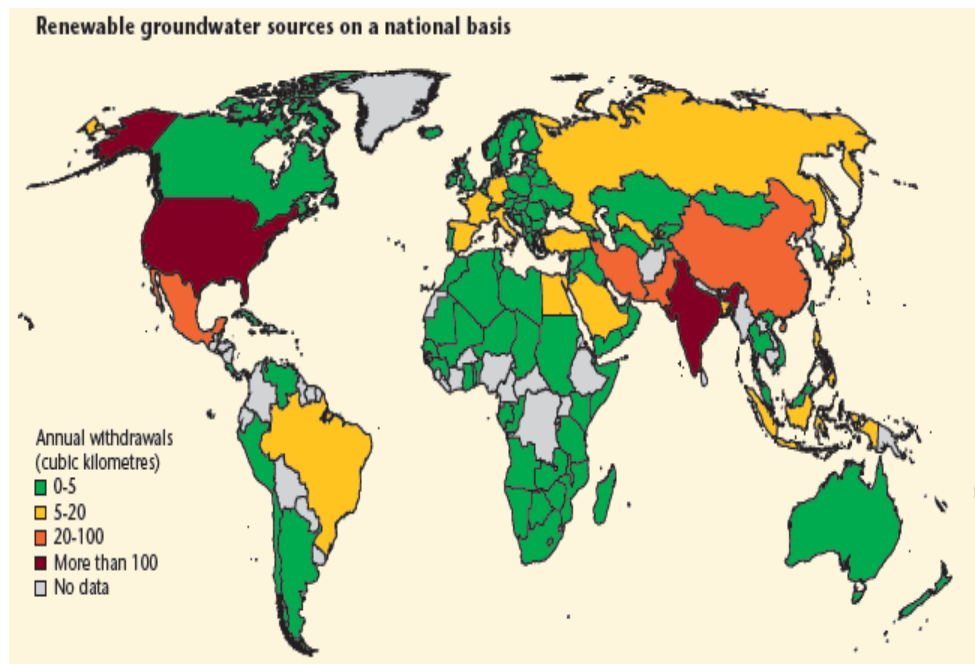 Renewable groundwater sources on a national basis
Annual withdrawals
(cubic kilometres)
0-5
5-20
20-100
More than 100
No data